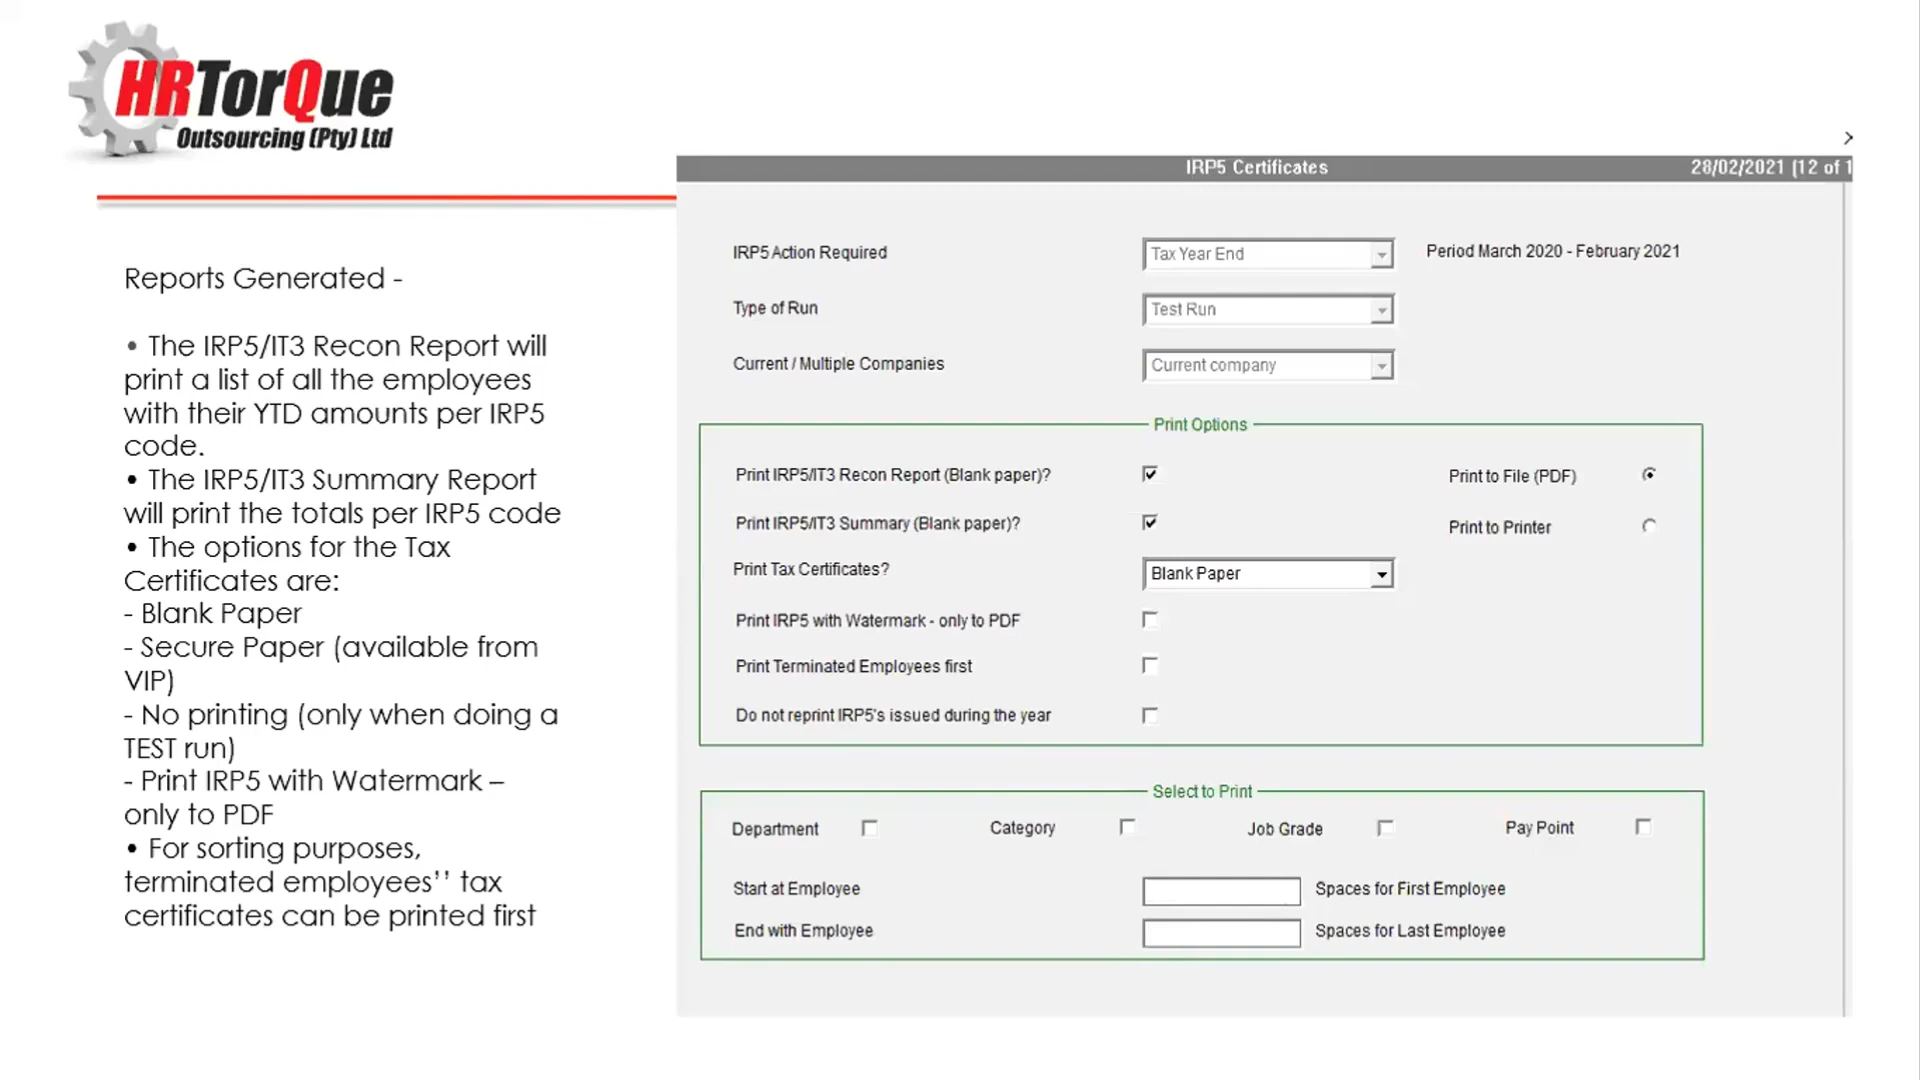 HRTorQue
Outsourcing (Pty) Ltd
Reports Generated -
• The IRP5/IT3 Recon Report will
print a list of all the employees
with their YTD amounts per IRP5
code.
• The IRP5/IT3 Summary Report
will print the totals per IRP5 code
• The options for the Tax
Certificates are:
- Blank Paper
- Secure Paper (available from
VIP)
- No printing (only when doing a
TEST run)
- Print IRP5 with Watermark –
only to PDF
• For sorting purposes,
terminated employees’’ tax
certificates can be printed first
IRP5 Certificates 28/02/2021 (12 of 1
IRP5 Action Required Tax Year End Period March 2020 - February 2021
Type of Run Test Run
Current / Multiple Companies Current company
Print Options
Print IRP5/IT3 Recon Report (Blank paper)? Print to File (PDF)
Print IRP5/IT3 Summary (Blank paper)? Print to Printer
Print Tax Certificates? Blank Paper
Print IRP5 with Watermark - only to PDF
Print Terminated Employees first
Do not reprint IRP5's issued during the year
Select to Print
Department Category Job Grade Pay Point
Start at Employee Spaces for First Employee
End with Employee Spaces for Last Employee